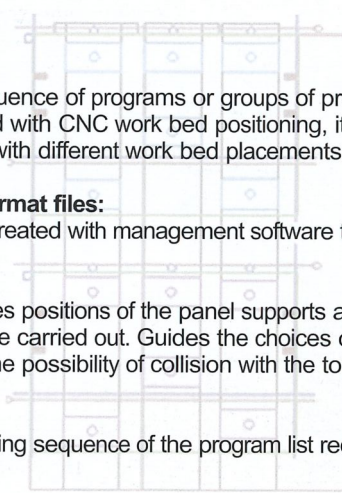 uence of programs or groups of pr
d with CNC work bed positioning, it
with different work bed placements
rmat files:
reated with management software f
es positions of the panel supports a
e carried out. Guides the choices o
ne possibility of collision with the to
ing sequence of the program list re